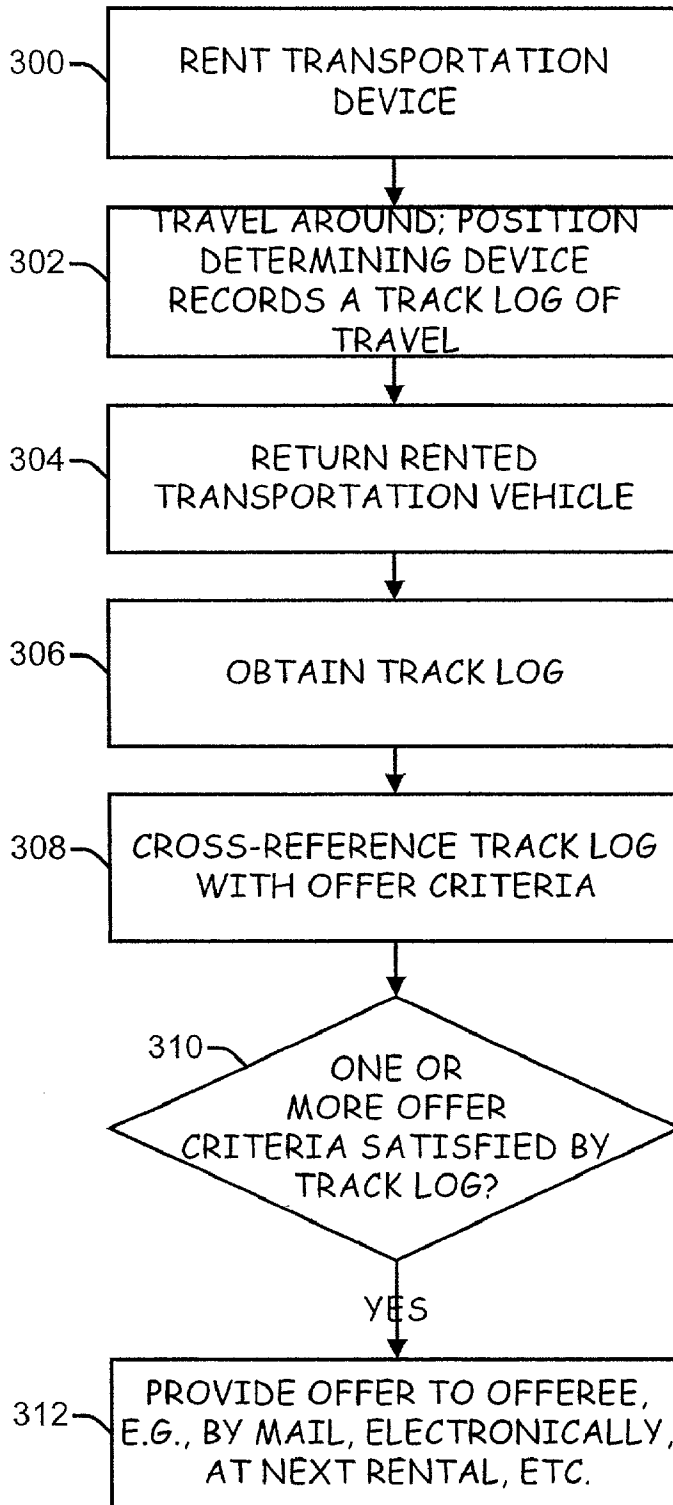 300
RENT TRANSPORTATION
DEVICE
302
TRAVEL AROUND; POSITION
DETERMINING DEVICE
RECORDS A TRACK LOG OF
TRAVEL
304
RETURN RENTED
TRANSPORTATION VEHICLE
306
OBTAIN TRACK LOG
308
CROSS-REFERENCE TRACK LOG
WITH OFFER CRITERIA
310
ONE OR
MORE OFFER
CRITERIA SATISFIED BY
TRACK LOG?
YES
312
PROVIDE OFFER TO OFFEREE,
E.G., BY MAIL, ELECTRONICALLY,
AT NEXT RENTAL, ETC.